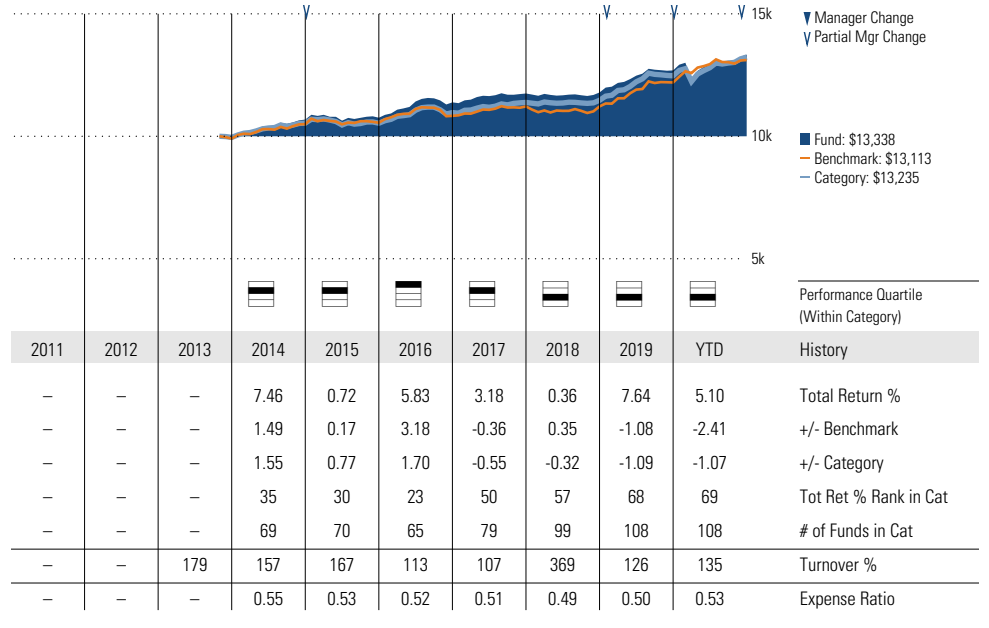 15k
Manager Change
Partial Mgr Change
10k
Fund: $13,338
Benchmark: $13,113
Category: $13,235
5k
Performance Quartile
(Within Category)
2011 2012 2013 2014 2015 2016 2017 2018 2019 YTD History
– – – 7.46 0.72 5.83 3.18 0.36 7.64 5.10 Total Return %
– – – 1.49 0.17 3.18 -0.36 0.35 -1.08 -2.41 +/- Benchmark
– – – 1.55 0.77 1.70 -0.55 -0.32 -1.09 -1.07 +/- Category
– – – 35 30 23 50 57 68 69 Tot Ret % Rank in Cat
– – – 69 70 65 79 99 108 108 # of Funds in Cat
– – 179 157 167 113 107 369 126 135 Turnover %
– – – 0.55 0.53 0.52 0.51 0.49 0.50 0.53 Expense Ratio